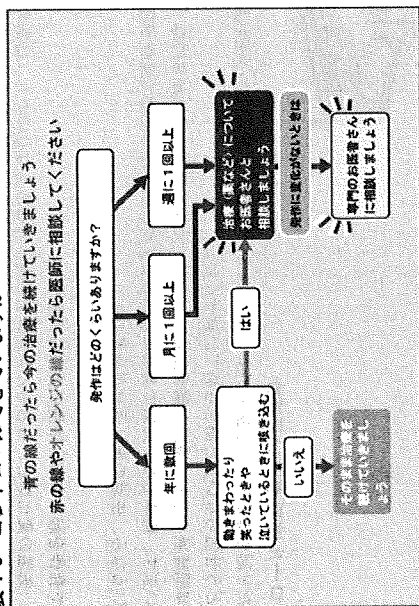 青の線だったら今の治療を続けていきましょう
赤の線やオレンジの線だったら医師に相談してください
発作はどのくらいありますか？
年に数回
月に1回以上
週に1回以上
動きまわったり
笑ったときや
泣いているときに咳き込む
はい
いいえ
治療（薬など）について
お医者さんと
相談しましょう
発作に変化がないときは
専門のお医者さん
に相談しましょう
そのまま治療を
続けていきまし
ょう